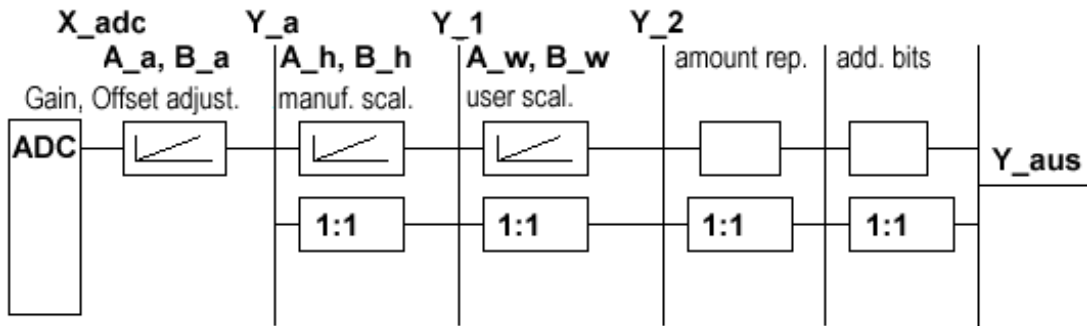 X_adc Y_a Y_1 Y_2
A_a, B_a A_h, B_h A_w, B_w amount rep. add. bits
Gain, Offset adjust. manuf. scal. user scal.
ADC
Y_aus
1:1 1:1 1:1 1:1